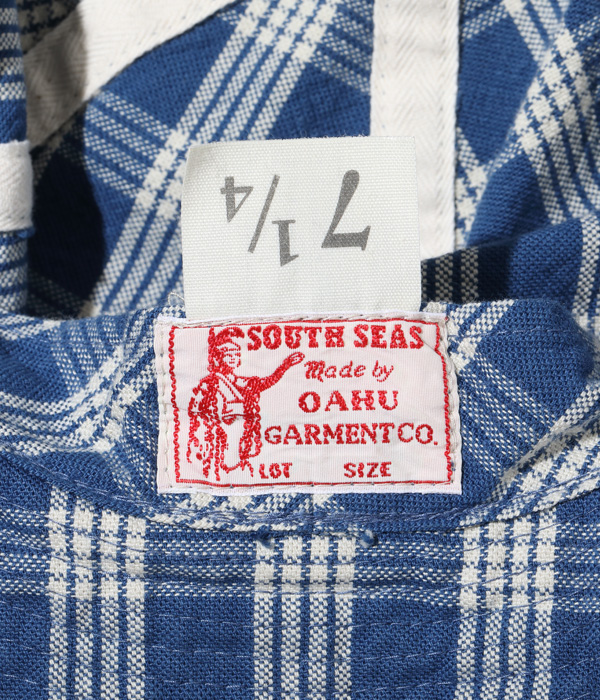 7 1/4
SOUTH SEAS
Made by
OAHU
GARMENT CO.
LOT SIZE